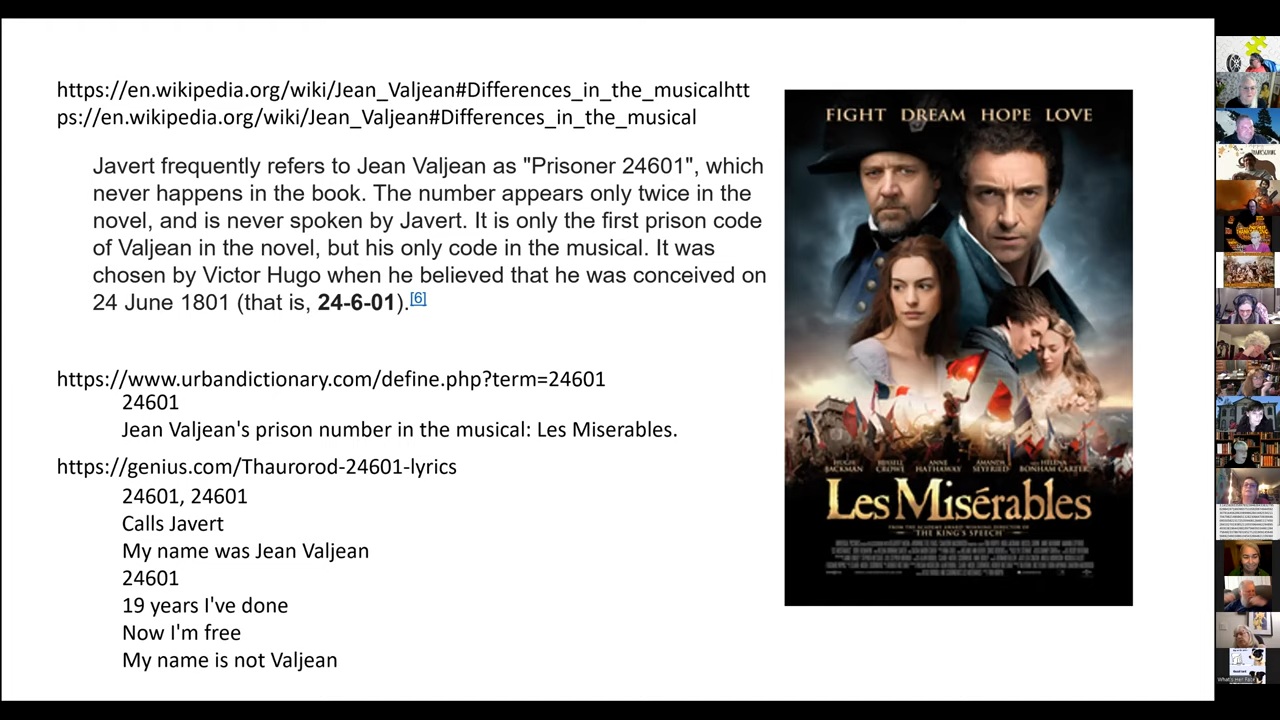 https://en.wikipedia.org/wiki/Jean_Valjean#Differences_in_the_musicalhtt
ps://en.wikipedia.org/wiki/Jean_Valjean#Differences_in_the_musical
Javert frequently refers to Jean Valjean as "Prisoner 24601", which
never happens in the book. The number appears only twice in the
novel, and is never spoken by Javert. It is only the first prison code
of Valjean in the novel, but his only code in the musical. It was
chosen by Victor Hugo when he believed that he was conceived on
24 June 1801 (that is, 24-6-01).[6]
https://www.urbandictionary.com/define.php?term=24601
24601
Jean Valjean's prison number in the musical: Les Miserables.
https://genius.com/Thaurorod-24601-lyrics
24601, 24601
Calls Javert
My name was Jean Valjean
24601
19 years I've done
Now I'm free
My name is not Valjean
FIGHT DREAM HOPE LOVE
HUGH JACKMAN RUSSELL CROWE ANNE HATHAWAY AMANDA SEYFRIED HELENA BONHAM CARTER
Les Misérables
FROM THE ACADEMY AWARD WINNING DIRECTOR OF
"THE KING'S SPEECH"